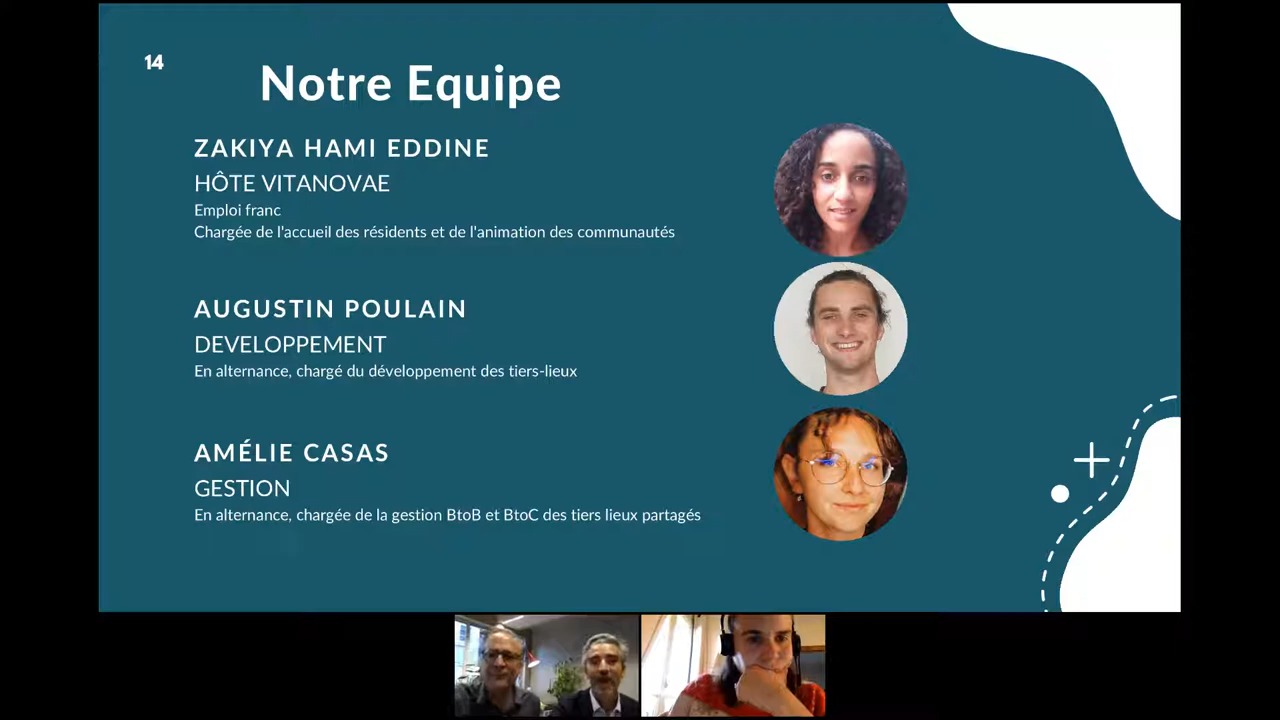 14
Notre Equipe
ZAKIYA HAMI EDDINE
HÔTE VITANOVAE
Emploi franc
Chargée de l'accueil des résidents et de l'animation des communautés
AUGUSTIN POULAIN
DEVELOPPEMENT
En alternance, chargé du développement des tiers-lieux
AMÉLIE CASAS
GESTION
En alternance, chargée de la gestion BtoB et BtoC des tiers lieux partagés